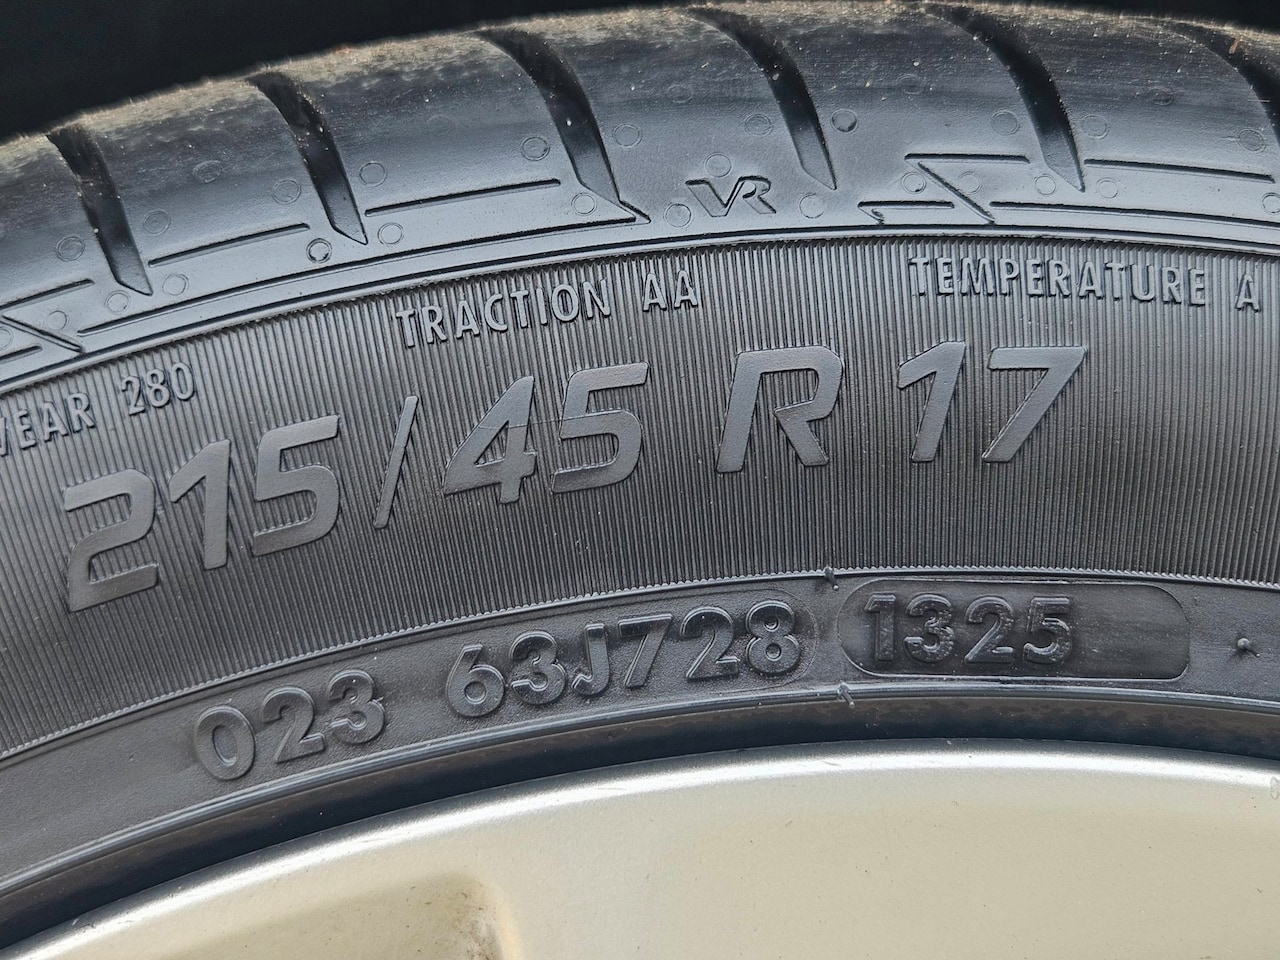 VR
TRACTION AA
TEMPERATURE A
WEAR 280
215/45 R 17
023 63J728 1325